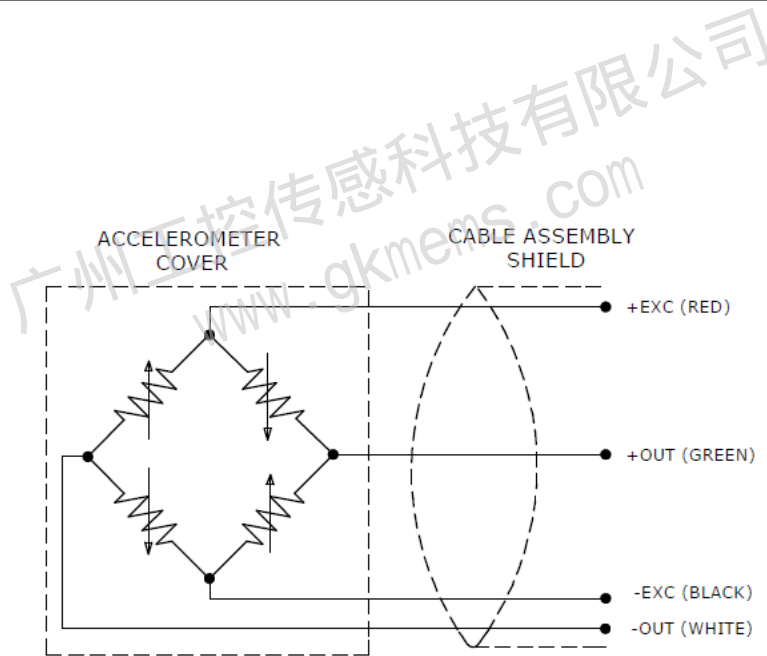 广州工控传感科技有限公司
www.gkmems.com
ACCELEROMETER
COVER
CABLE ASSEMBLY
SHIELD
+EXC (RED)
+OUT (GREEN)
-EXC (BLACK)
-OUT (WHITE)